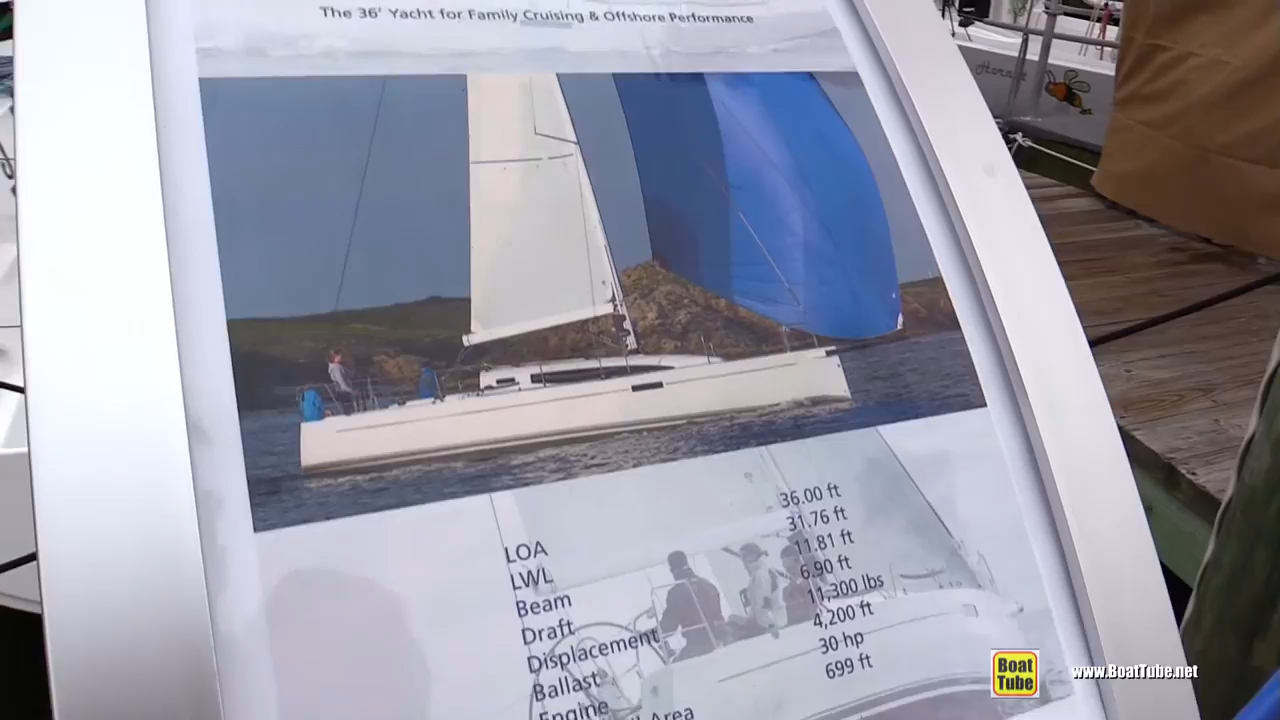 The 36' Yacht for Family Cruising & Offshore Performance
LOA 36.00 ft
LWL 31.76 ft
Beam 11.81 ft
Draft 6.90 ft
Displacement 11,300 lbs
Ballast 4,200 ft
Engine 30 hp
Area 699 ft
Boat
Tube
www.BoatTube.net